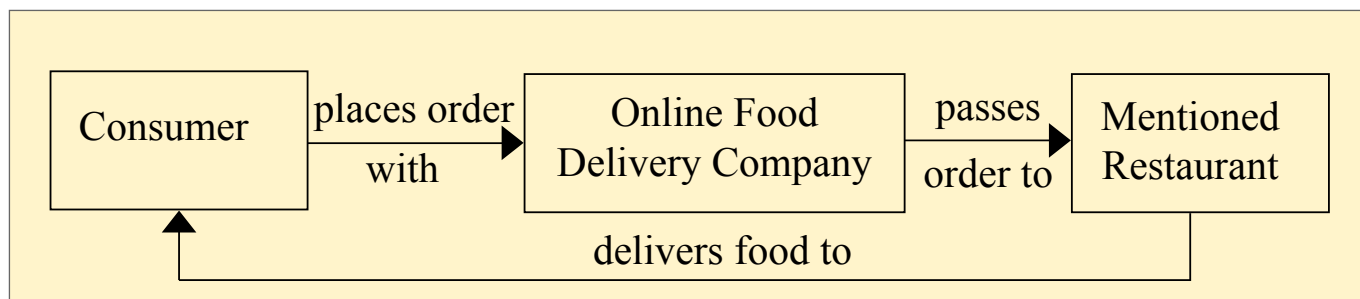 Consumer
places order
with
Online Food
Delivery Company
passes
order to
Mentioned
Restaurant
delivers food to